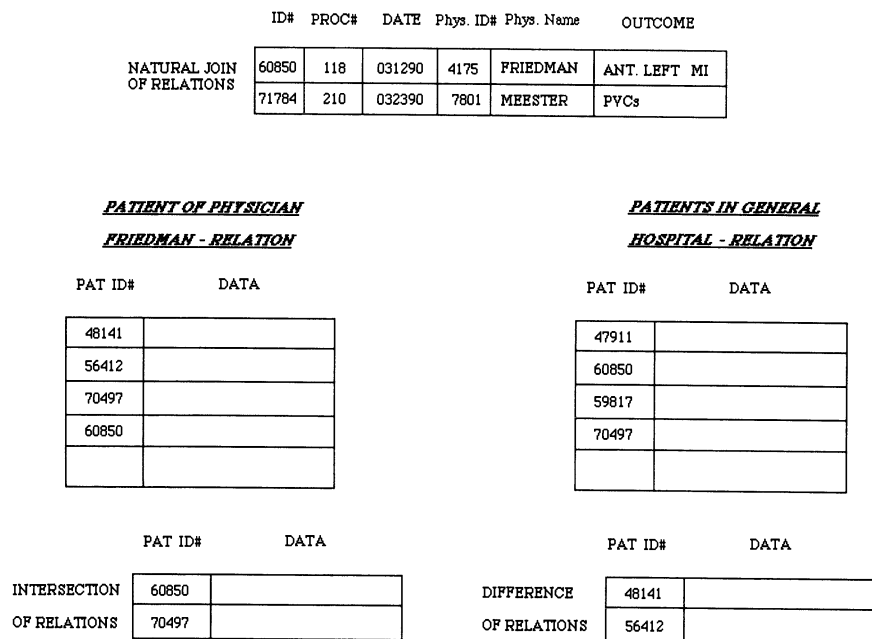 ID# PROC# DATE Phys. ID# Phys. Name OUTCOME
NATURAL JOIN
OF RELATIONS
60850 118 031290 4175 FRIEDMAN ANT. LEFT MI
71784 210 032390 7801 MEESTER PVCs
PATIENT OF PHYSICIAN
FRIEDMAN - RELATION
PAT ID# DATA
48141
56412
70497
60850
PATIENTS IN GENERAL
HOSPITAL - RELATION
PAT ID# DATA
47911
60850
59817
70497
PAT ID# DATA
INTERSECTION 60850
OF RELATIONS 70497
PAT ID# DATA
DIFFERENCE 48141
OF RELATIONS 56412